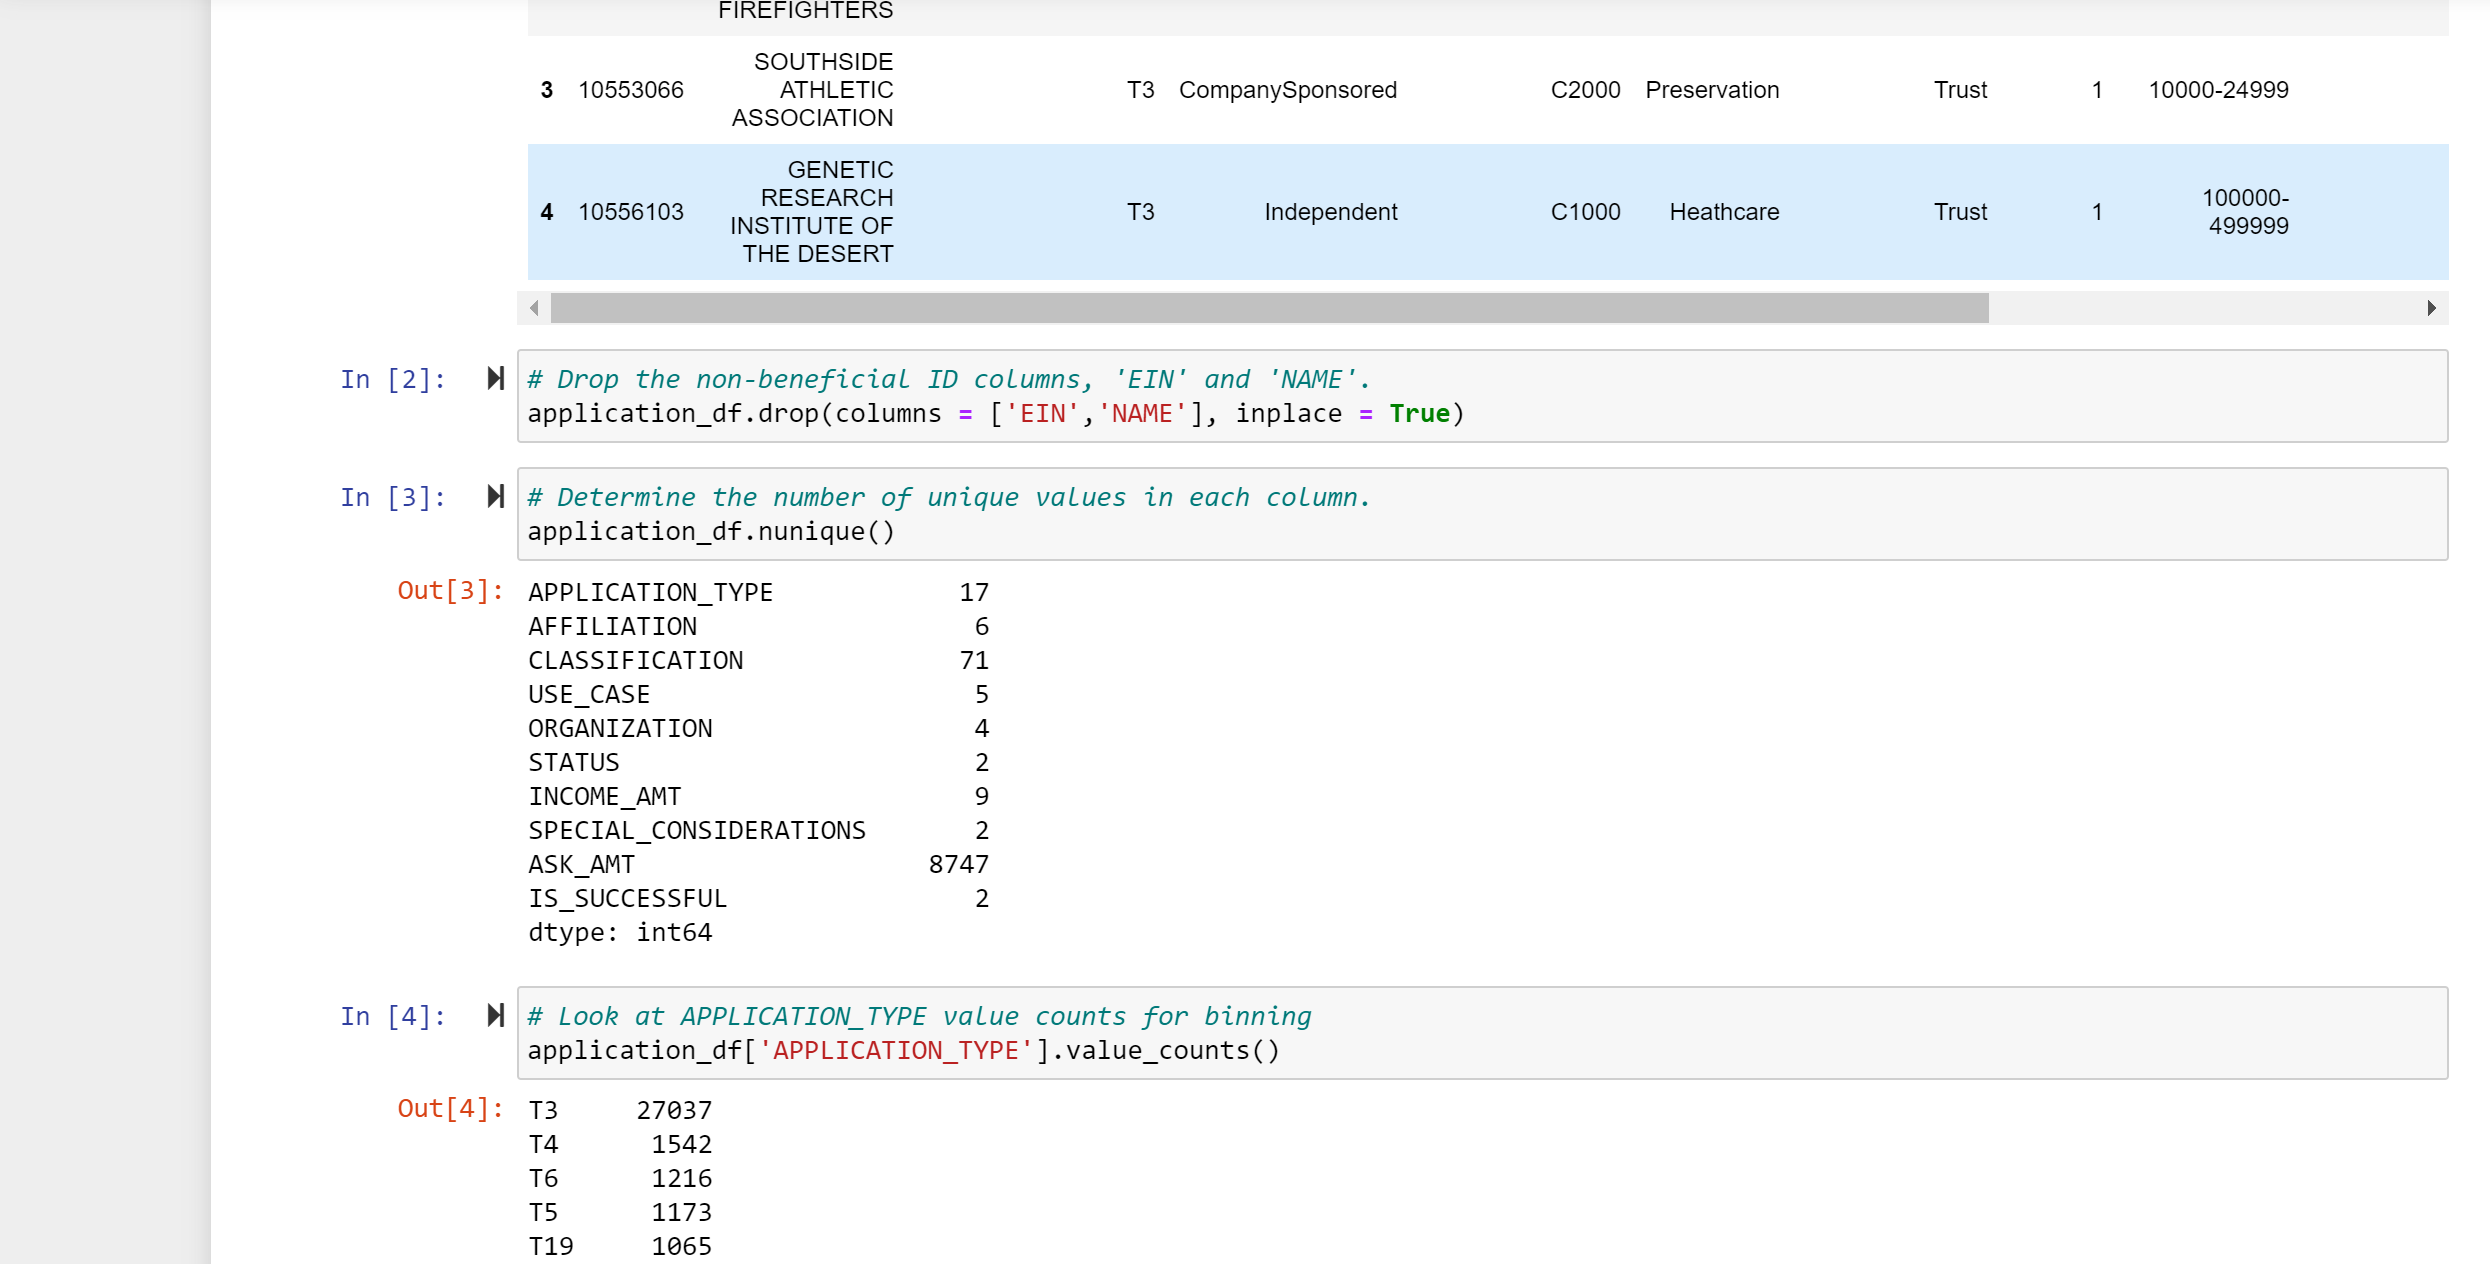 FIREFIGHTERS
SOUTHSIDE
ATHLETIC
ASSOCIATION
3 10553066 T3 CompanySponsored C2000 Preservation Trust 1 10000-24999
GENETIC
RESEARCH
INSTITUTE OF
THE DESERT
4 10556103 T3 Independent C1000 Heathcare Trust 1 100000-
499999
In [2]: # Drop the non-beneficial ID columns, 'EIN' and 'NAME'.
application_df.drop(columns = ['EIN','NAME'], inplace = True)
In [3]: # Determine the number of unique values in each column.
application_df.nunique()
Out[3]: APPLICATION_TYPE 17
AFFILIATION 6
CLASSIFICATION 71
USE_CASE 5
ORGANIZATION 4
STATUS 2
INCOME_AMT 9
SPECIAL_CONSIDERATIONS 2
ASK_AMT 8747
IS_SUCCESSFUL 2
dtype: int64
In [4]: # Look at APPLICATION_TYPE value counts for binning
application_df['APPLICATION_TYPE'].value_counts()
Out[4]: T3 27037
T4 1542
T6 1216
T5 1173
T19 1065